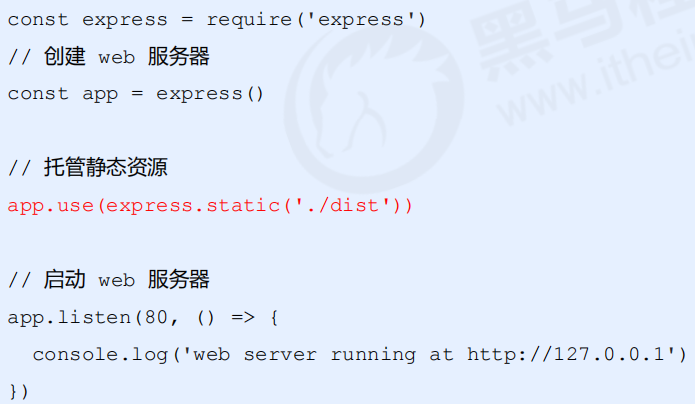 const express = require('express')
// 创建 web 服务器
const app = express()
// 托管静态资源
app.use(express.static('./dist'))
// 启动 web 服务器
app.listen(80, () => {
  console.log('web server running at http://127.0.0.1')
})
黑马
www.ithei